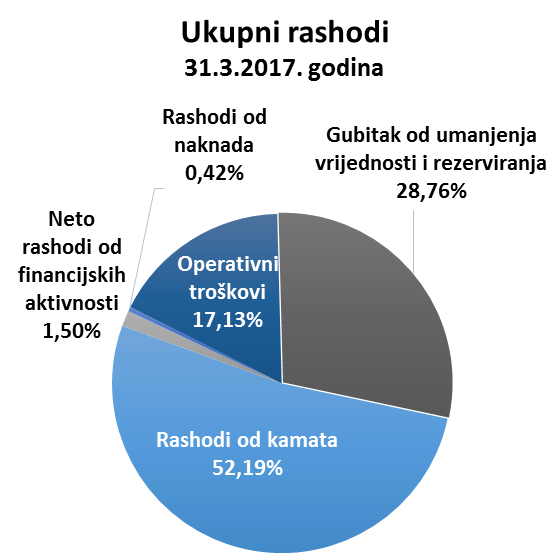 Ukupni rashodi
31.3.2017. godina
Rashodi od
naknada
0,42%
Gubitak od umanjenja
vrijednosti i rezerviranja
28,76%
Neto
rashodi od
financijskih
aktivnosti
1,50%
Operativni
troškovi
17,13%
Rashodi od kamata
52,19%